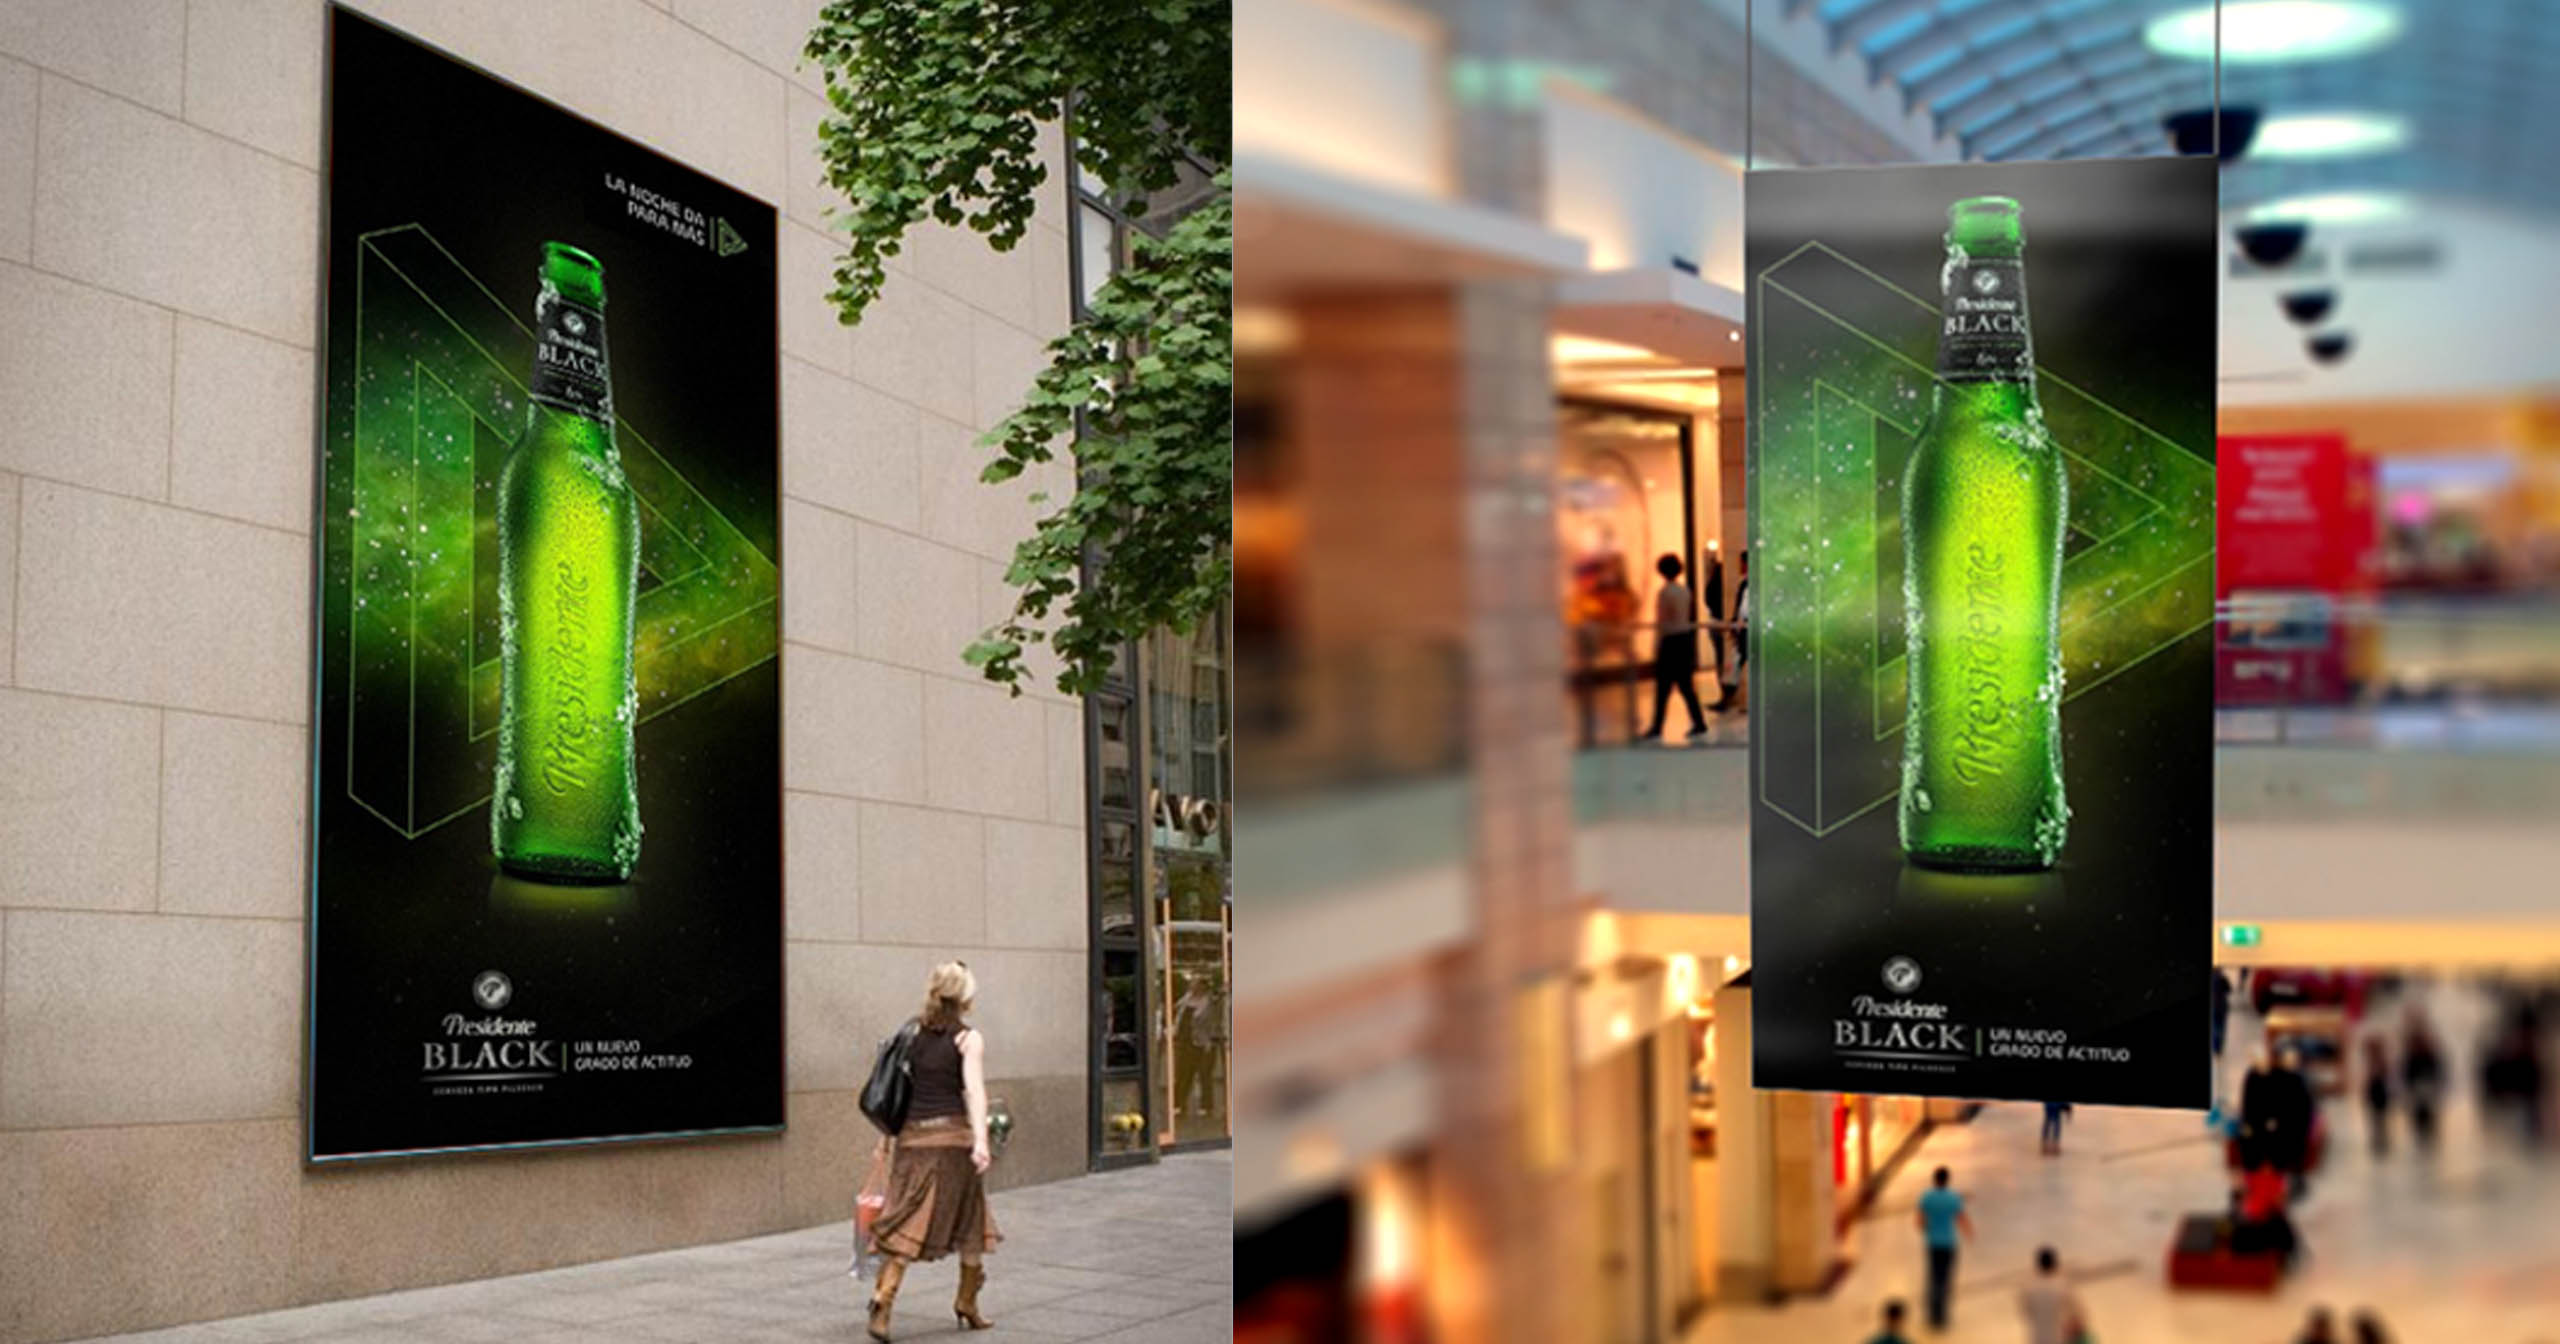 LA NOCHE DA
PARA MÁS
Presidente
BLACK
Presidente
Presidente
BLACK
UN NUEVO
GRADO DE ACTITUD
CERVEZA TIPO PILSENER
Presidente
BLACK
Presidente
Presidente
BLACK
UN NUEVO
GRADO DE ACTITUD
CERVEZA TIPO PILSENER